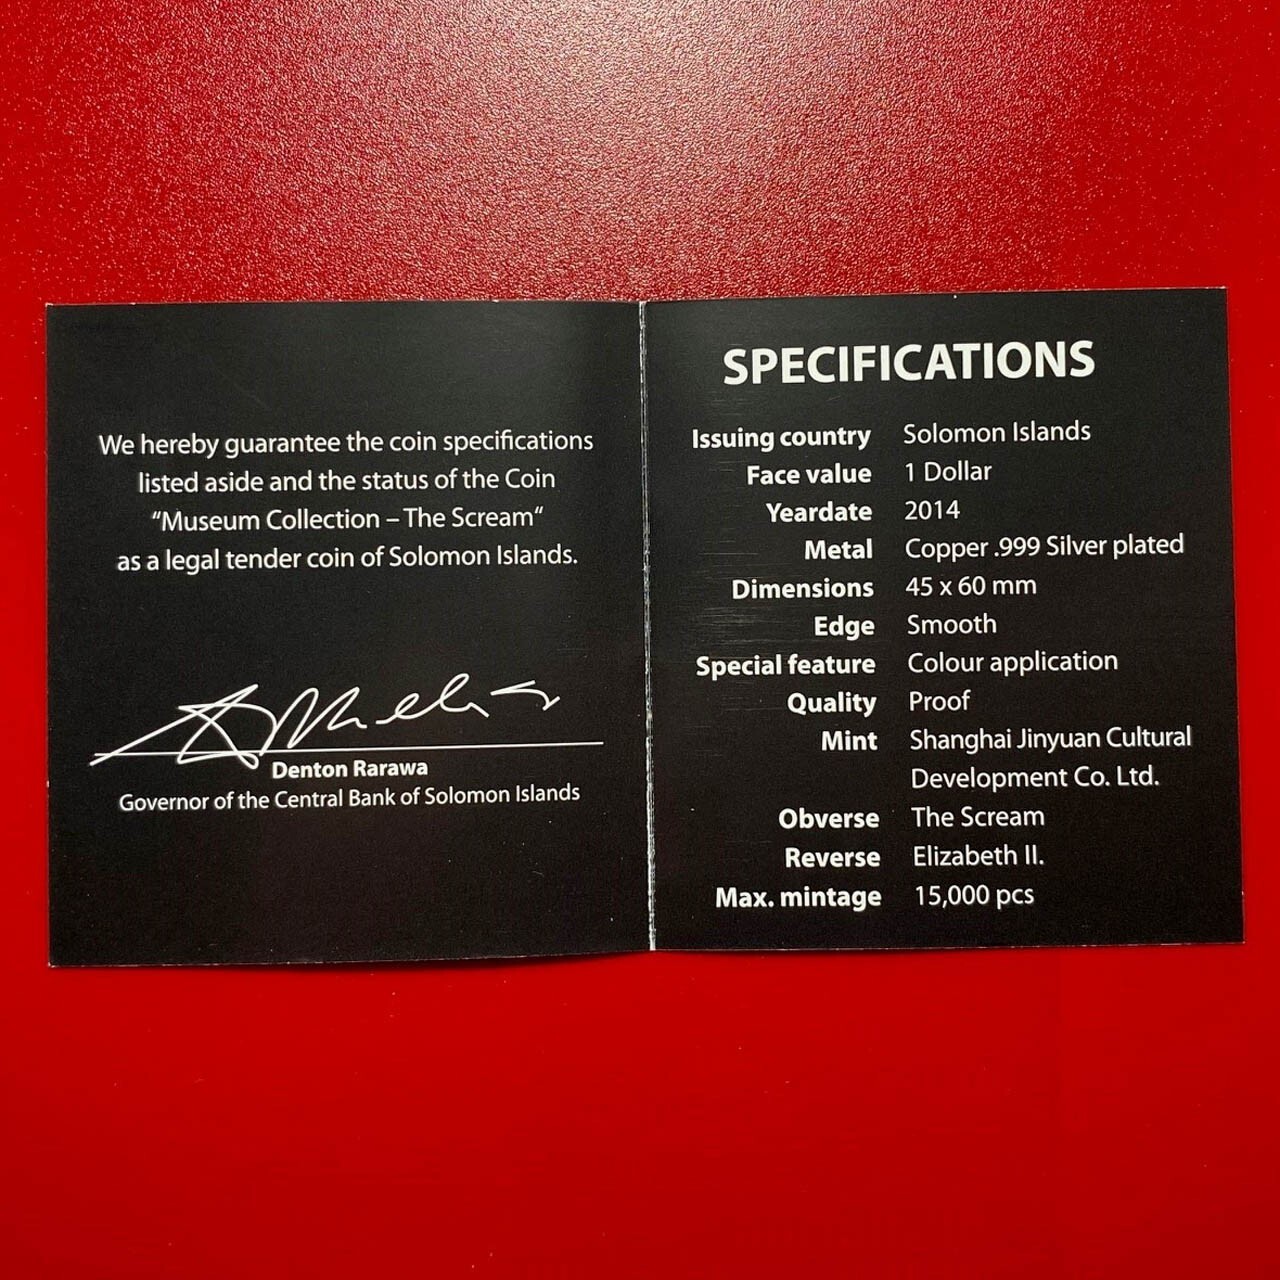 We hereby guarantee the coin specifications
listed aside and the status of the Coin
“Museum Collection – The Scream“
as a legal tender coin of Solomon Islands.
Denton Rarawa
Governor of the Central Bank of Solomon Islands
SPECIFICATIONS
Issuing country Solomon Islands
Face value 1 Dollar
Yeardate 2014
Metal Copper .999 Silver plated
Dimensions 45 x 60 mm
Edge Smooth
Special feature Colour application
Quality Proof
Mint Shanghai Jinyuan Cultural
Development Co. Ltd.
Obverse The Scream
Reverse Elizabeth II.
Max. mintage 15,000 pcs